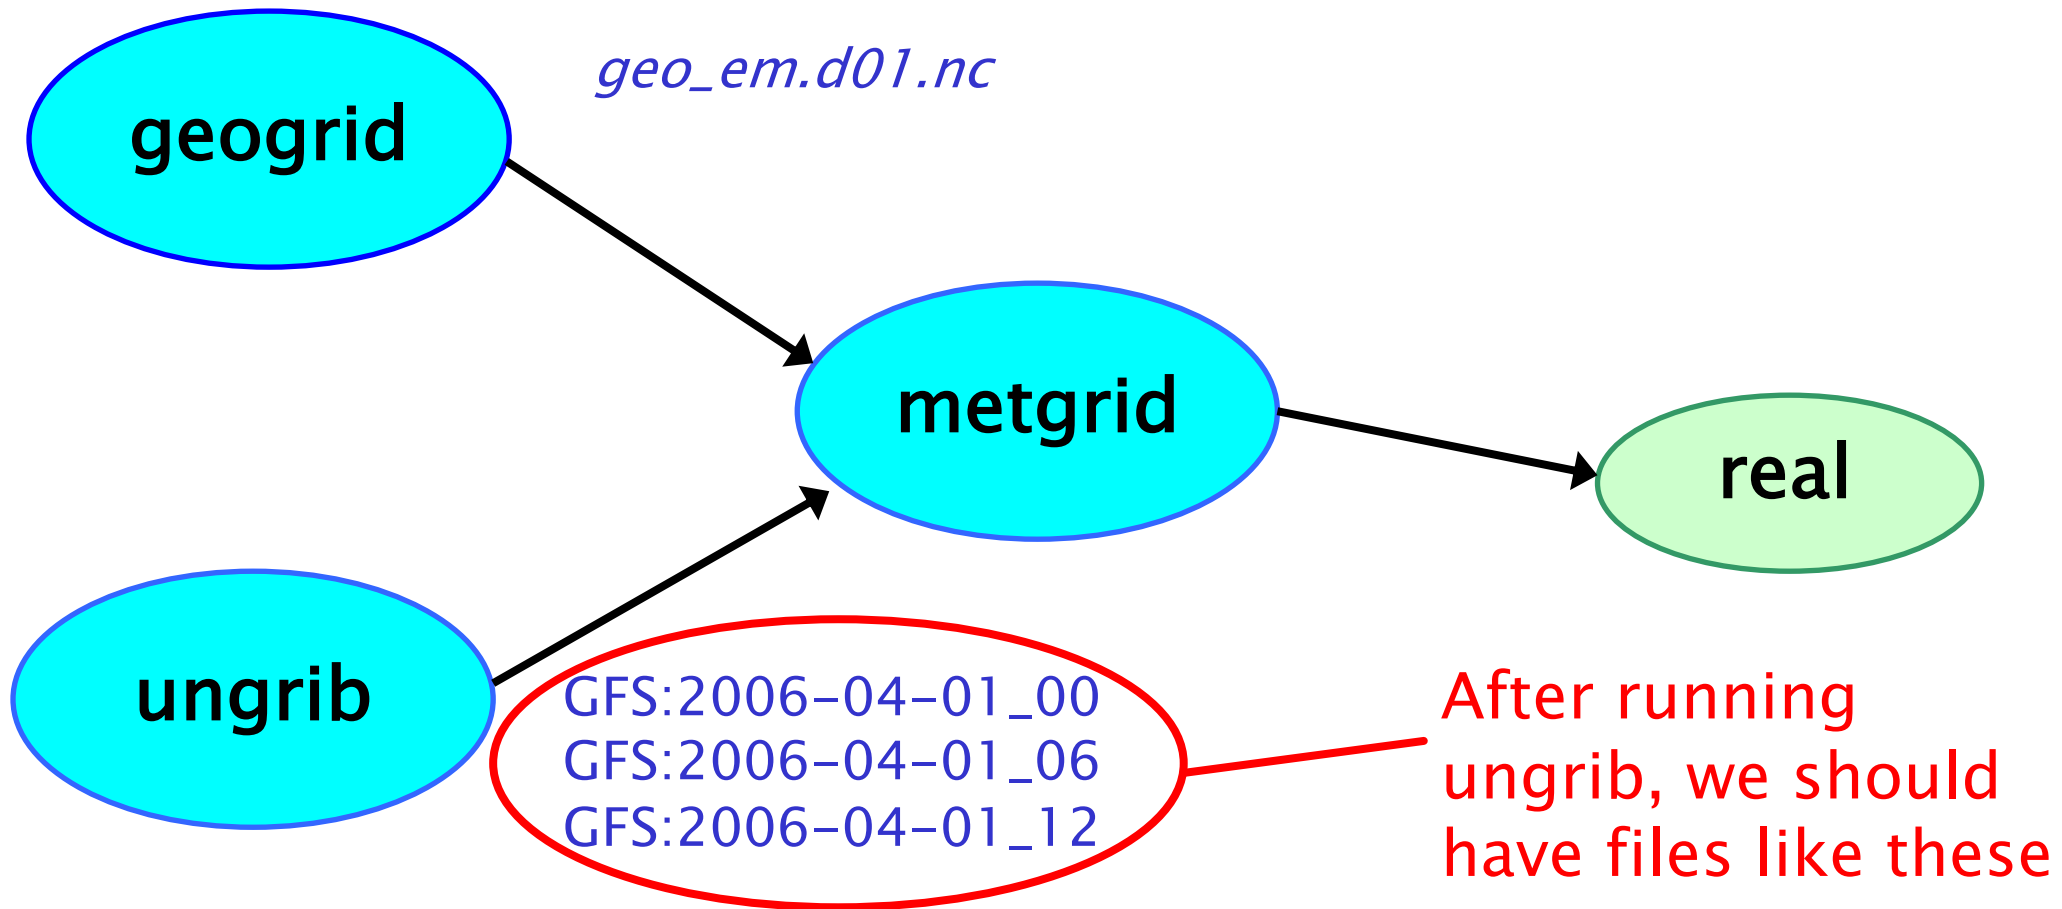 geo_em.d01.nc
geogrid
metgrid
real
ungrib
GFS:2006-04-01_00
GFS:2006-04-01_06
GFS:2006-04-01_12
After running
ungrib, we should
have files like these